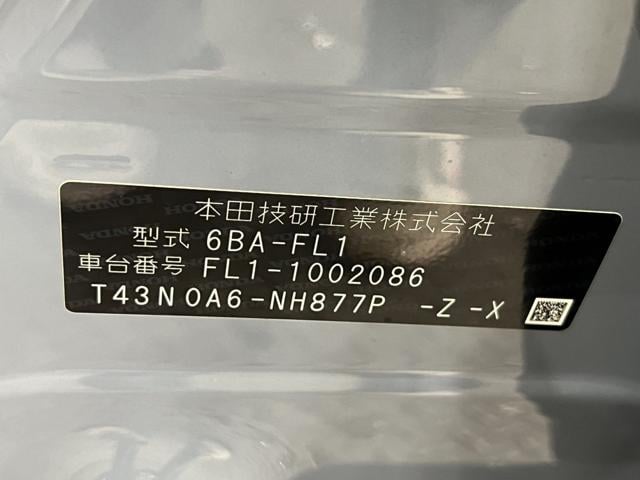 本田技研工業株式会社
型式 6BA-FL1
車台番号 FL1-1002086
T43N0A6-NH877P -Z -X